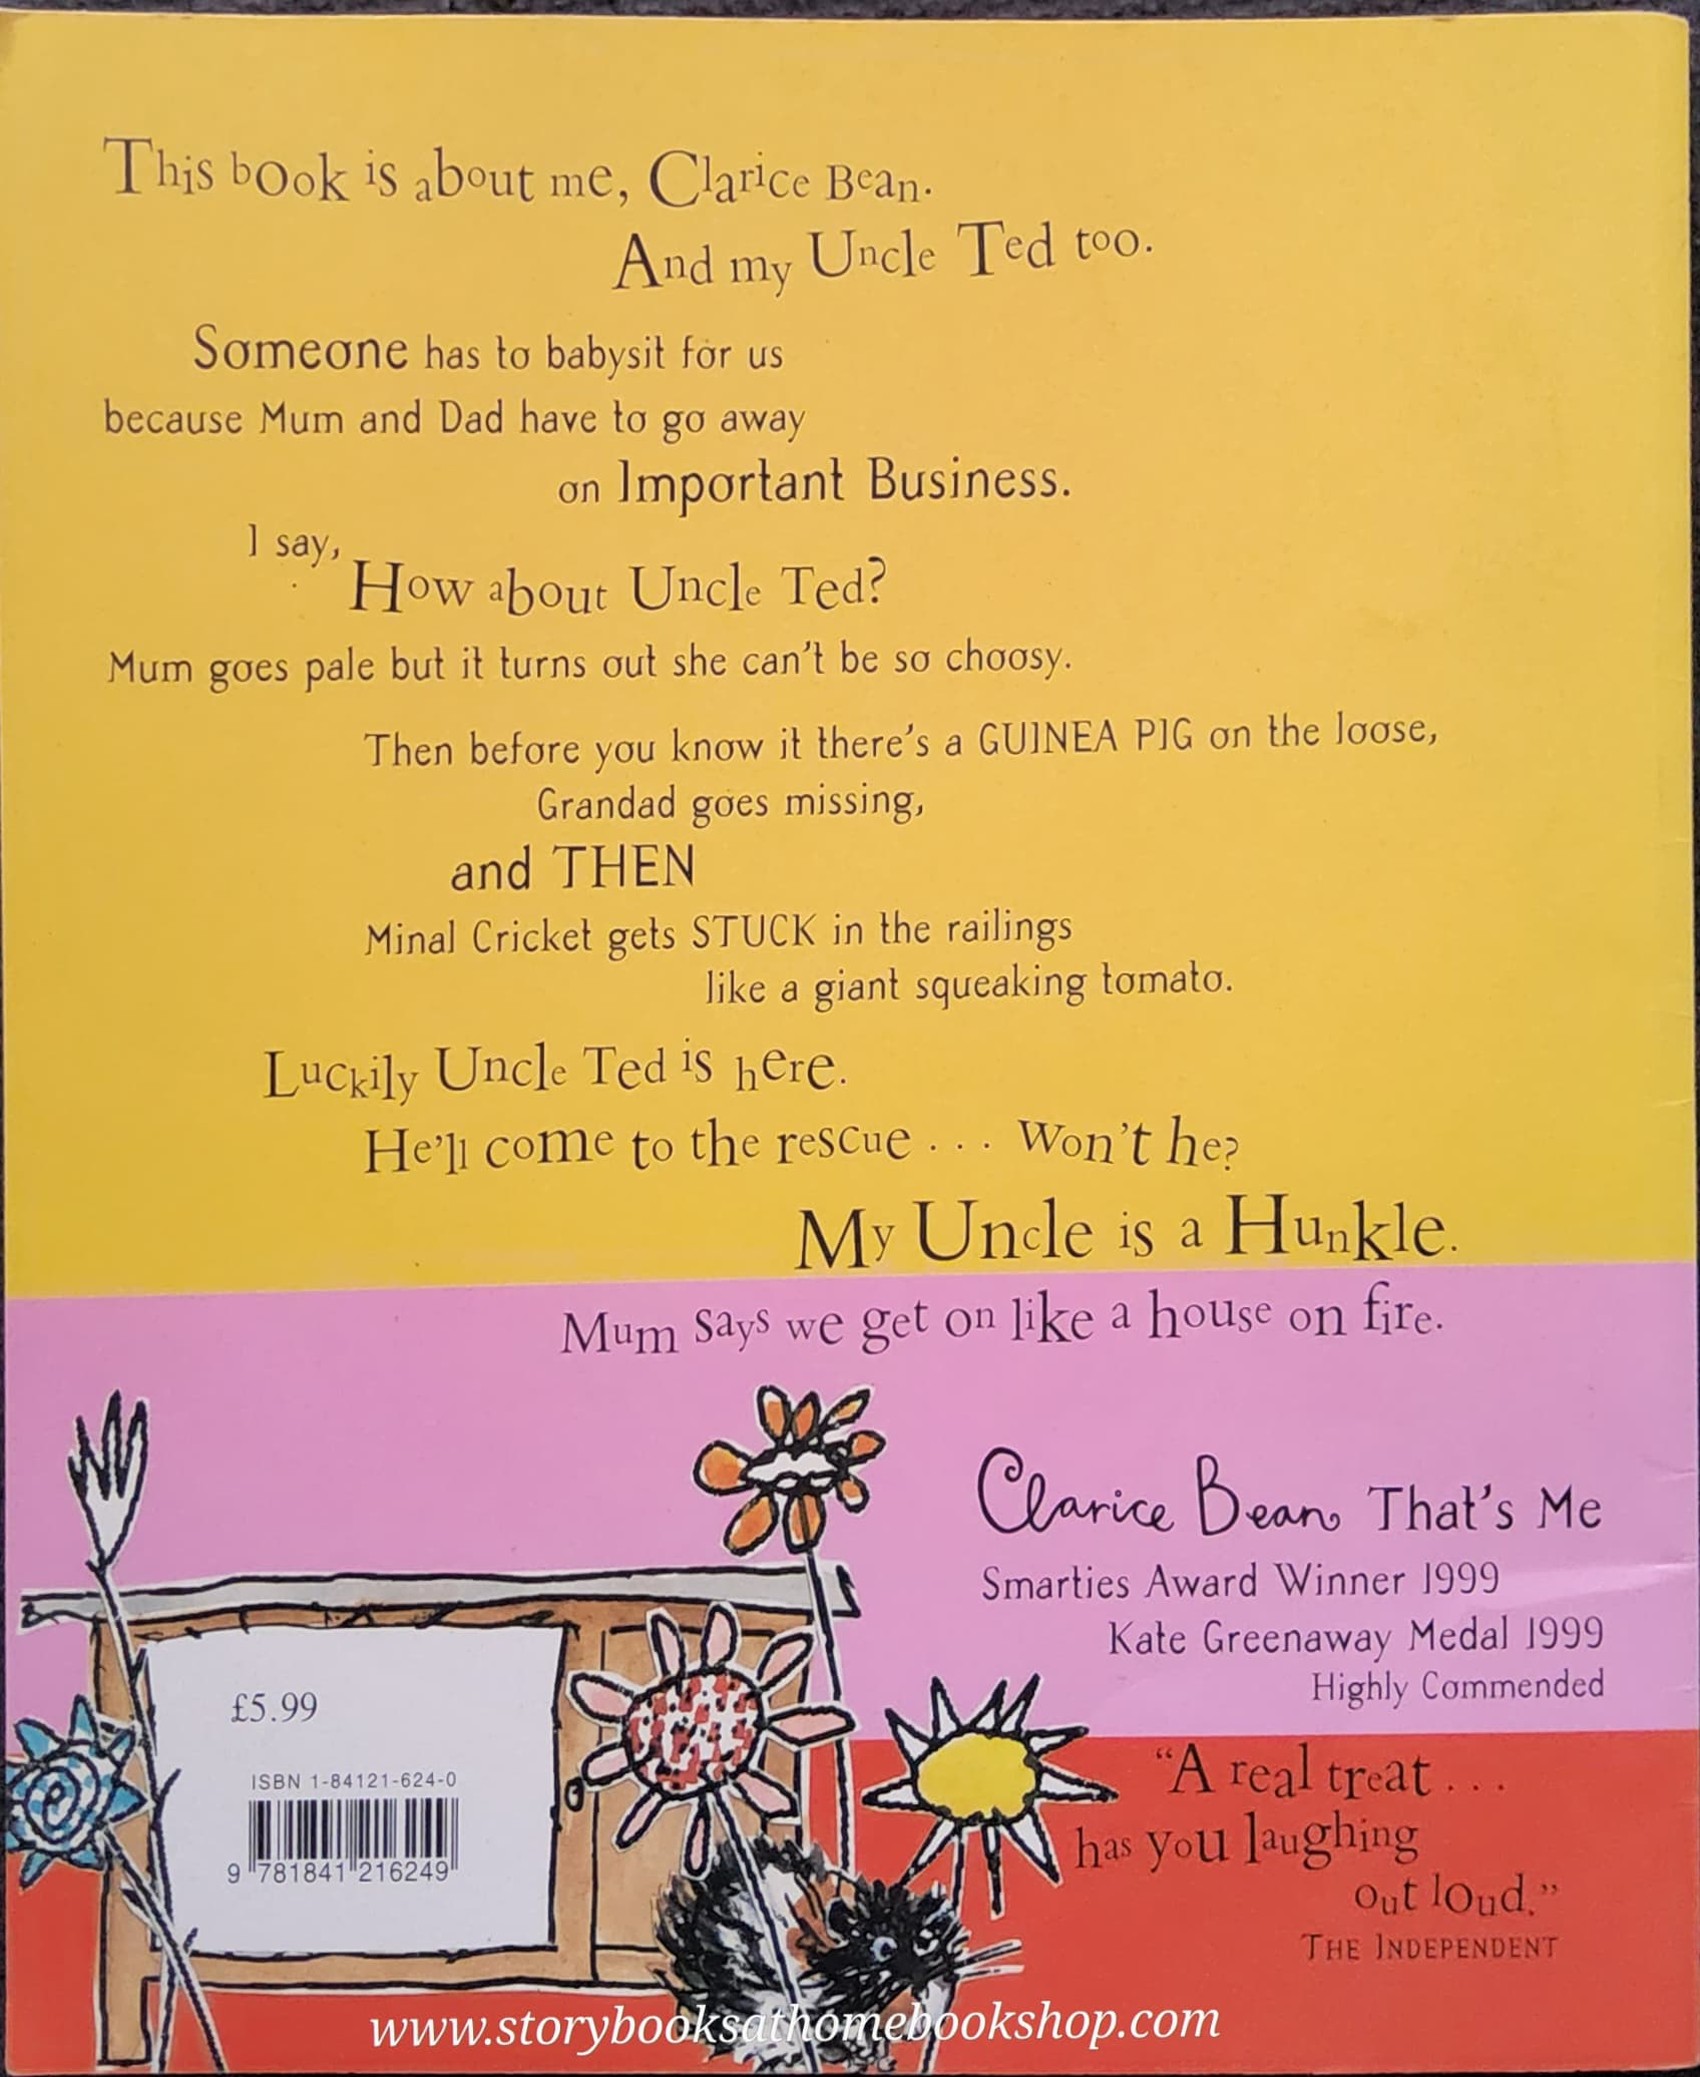 This book is about me, Clarice Bean.
And my Uncle Ted too.
Someone has to babysit for us
because Mum and Dad have to go away
on Important Business.
I say,
How about Uncle Ted?
Mum goes pale but it turns out she can't be so choosy.
Then before you know it there's a GUINEA PIG on the loose,
Grandad goes missing,
and THEN
Minal Cricket gets STUCK in the railings
like a giant squeaking tomato.
Luckily Uncle Ted is here.
He'll come to the rescue . . . Won't he?
My Uncle is a Hunkle.
Mum says we get on like a house on fire.
Clarice Bean That's Me
Smarties Award Winner 1999
Kate Greenaway Medal 1999
Highly Commended
£5.99
ISBN 1-84121-624-0
9 781841 216249
"A real treat . . .
has you laughing
out loud."
THE INDEPENDENT
www.storybooksathomebookshop.com